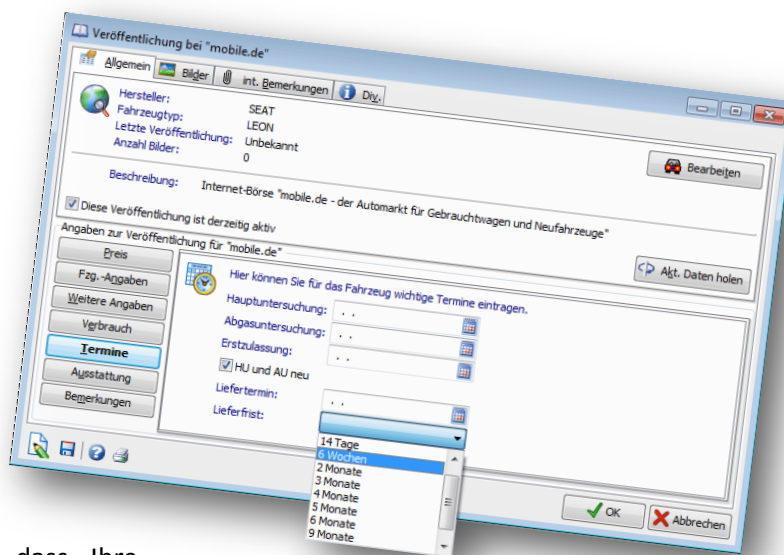 Veröffentlichung bei "mobile.de"
Allgemein Bilder int. Bemerkungen Div.
Hersteller: SEAT
Fahrzeugtyp: LEON
Letzte Veröffentlichung: Unbekannt
Anzahl Bilder: 0
Bearbeiten
Beschreibung: Internet-Börse "mobile.de - der Automarkt für Gebrauchtwagen und Neufahrzeuge"
Diese Veröffentlichung ist derzeitig aktiv
Akt. Daten holen
Angaben zur Veröffentlichung für "mobile.de"
Preis
Fzg.-Angaben
Weitere Angaben
Verbrauch
Termine
Ausstattung
Bemerkungen
Hier können Sie für das Fahrzeug wichtige Termine eintragen.
Hauptuntersuchung: . .
Abgasuntersuchung: . .
Erstzulassung: . .
HU und AU neu
Liefertermin: . .
Lieferfrist:
14 Tage
6 Wochen
2 Monate
3 Monate
4 Monate
5 Monate
6 Monate
9 Monate
OK Abbrechen
dass Ihre